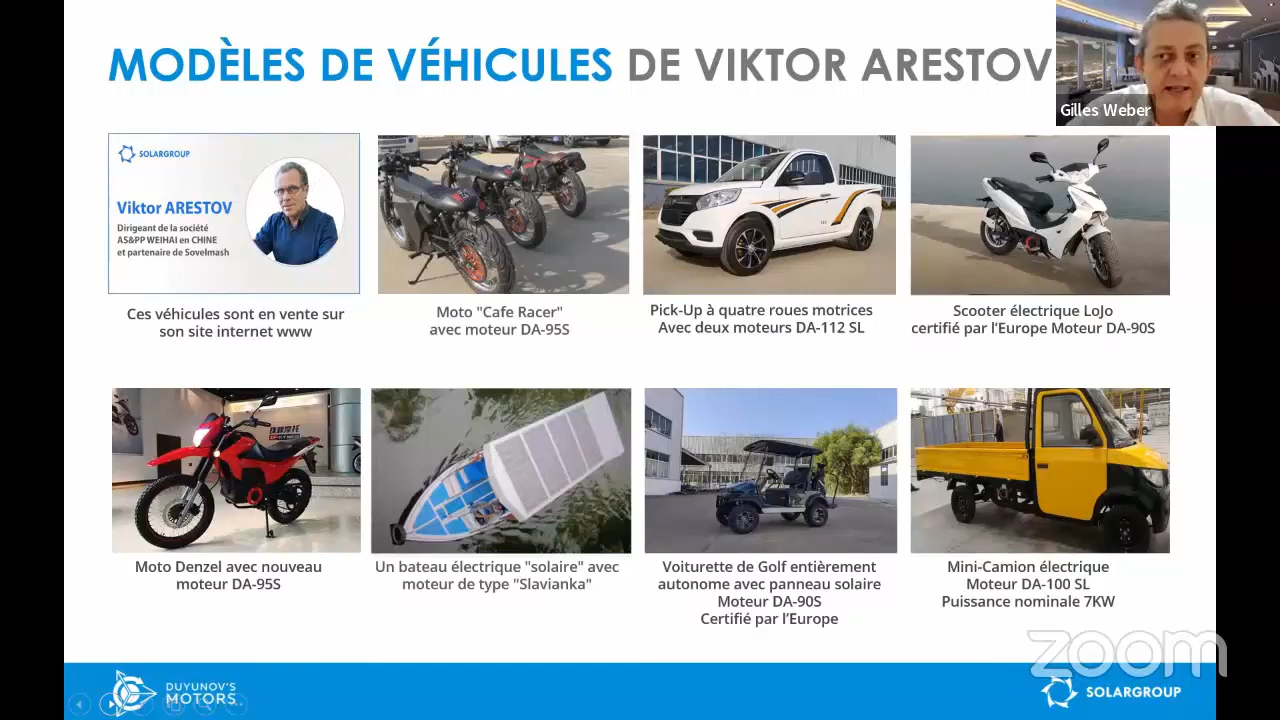 MODÈLES DE VÉHICULES DE VIKTOR ARESTOV
Gilles Weber
SOLARGROUP
Viktor ARESTOV
Dirigeant de la société
AS&PP WEIHAI en CHINE
et partenaire de Sovelmash
Ces véhicules sont en vente sur
son site internet www
Moto "Cafe Racer"
avec moteur DA-95S
Pick-Up à quatre roues motrices
Avec deux moteurs DA-112 SL
Scooter électrique LoJo
certifié par l’Europe Moteur DA-90S
Moto Denzel avec nouveau
moteur DA-95S
Un bateau électrique "solaire" avec
moteur de type "Slavianka"
Voiturette de Golf entièrement
autonome avec panneau solaire
Moteur DA-90S
Certifié par l’Europe
Mini-Camion électrique
Moteur DA-100 SL
Puissance nominale 7KW
zoom
DUYUNOV'S
MOTORS
SOLARGROUP